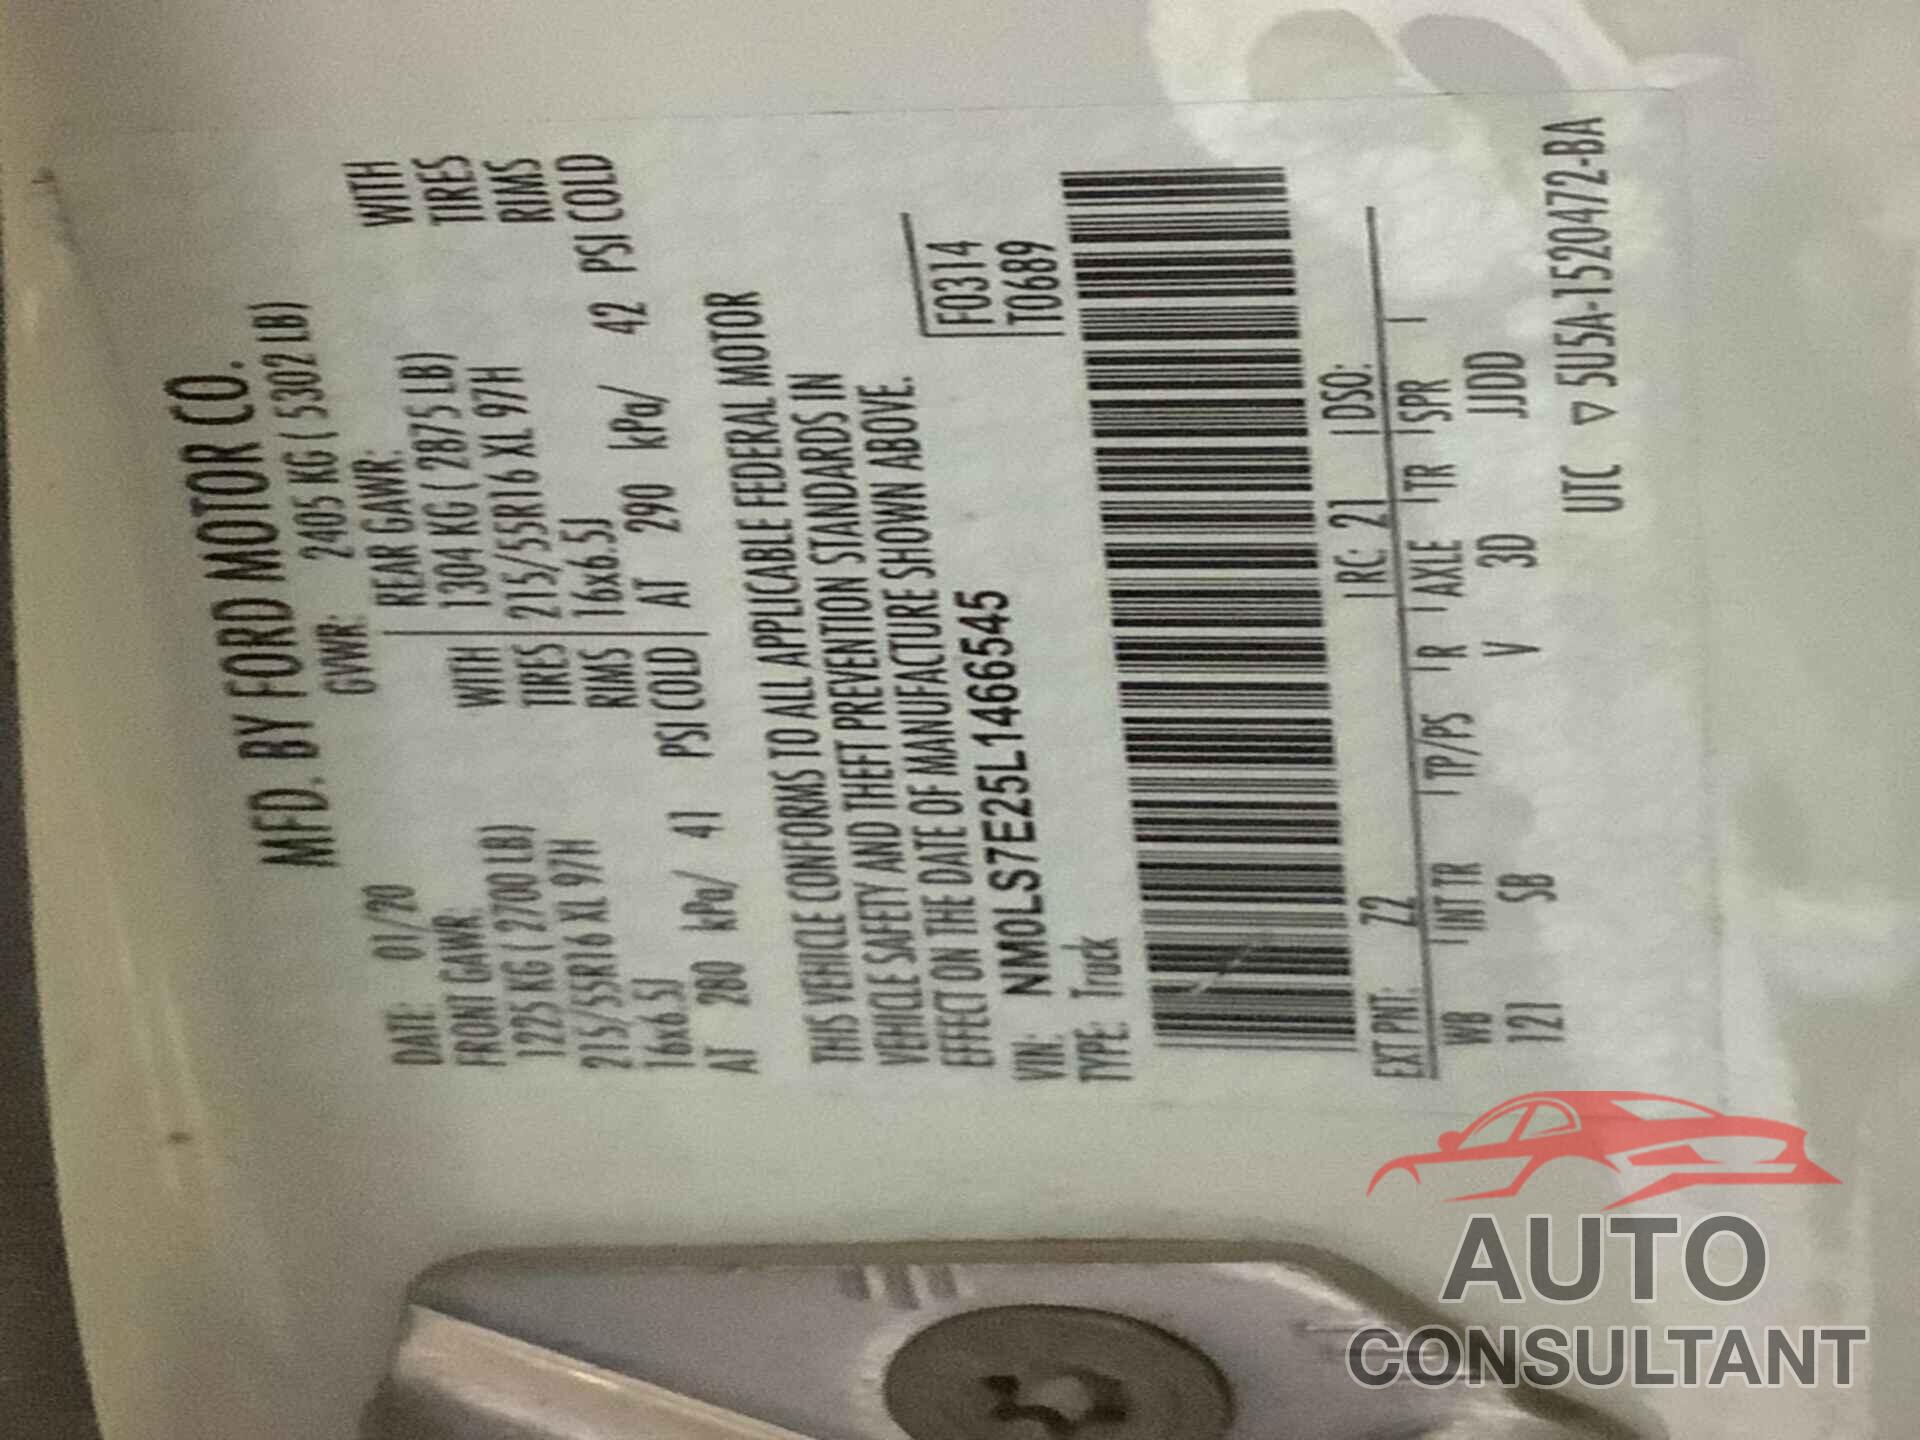 MFD. BY FORD MOTOR CO.
DATE: 01/20 GVWR: 2405 KG ( 5302 LB)
FRONT GAWR: REAR GAWR:
1225 KG ( 2700 LB) WITH 1304 KG ( 2875 LB) WITH
215/55R16 XL 97H TIRES 215/55R16 XL 97H TIRES
16x6.5J RIMS 16x6.5J RIMS
AT 280 kPa/ 41 PSI COLD AT 290 kPa/ 42 PSI COLD
THIS VEHICLE CONFORMS TO ALL APPLICABLE FEDERAL MOTOR
VEHICLE SAFETY AND THEFT PREVENTION STANDARDS IN
EFFECT ON THE DATE OF MANUFACTURE SHOWN ABOVE.
VIN: NM0LS7E25L1466545 F0314
TYPE: Truck T0689
EXT PNT: Z2 RC: 21 DSO:
WB INT TR TP/PS R AXLE TR SPR
121 SB V 3D JJDD
UTC ▽ 5U5A-1520472-BA
AUTO
CONSULTANT